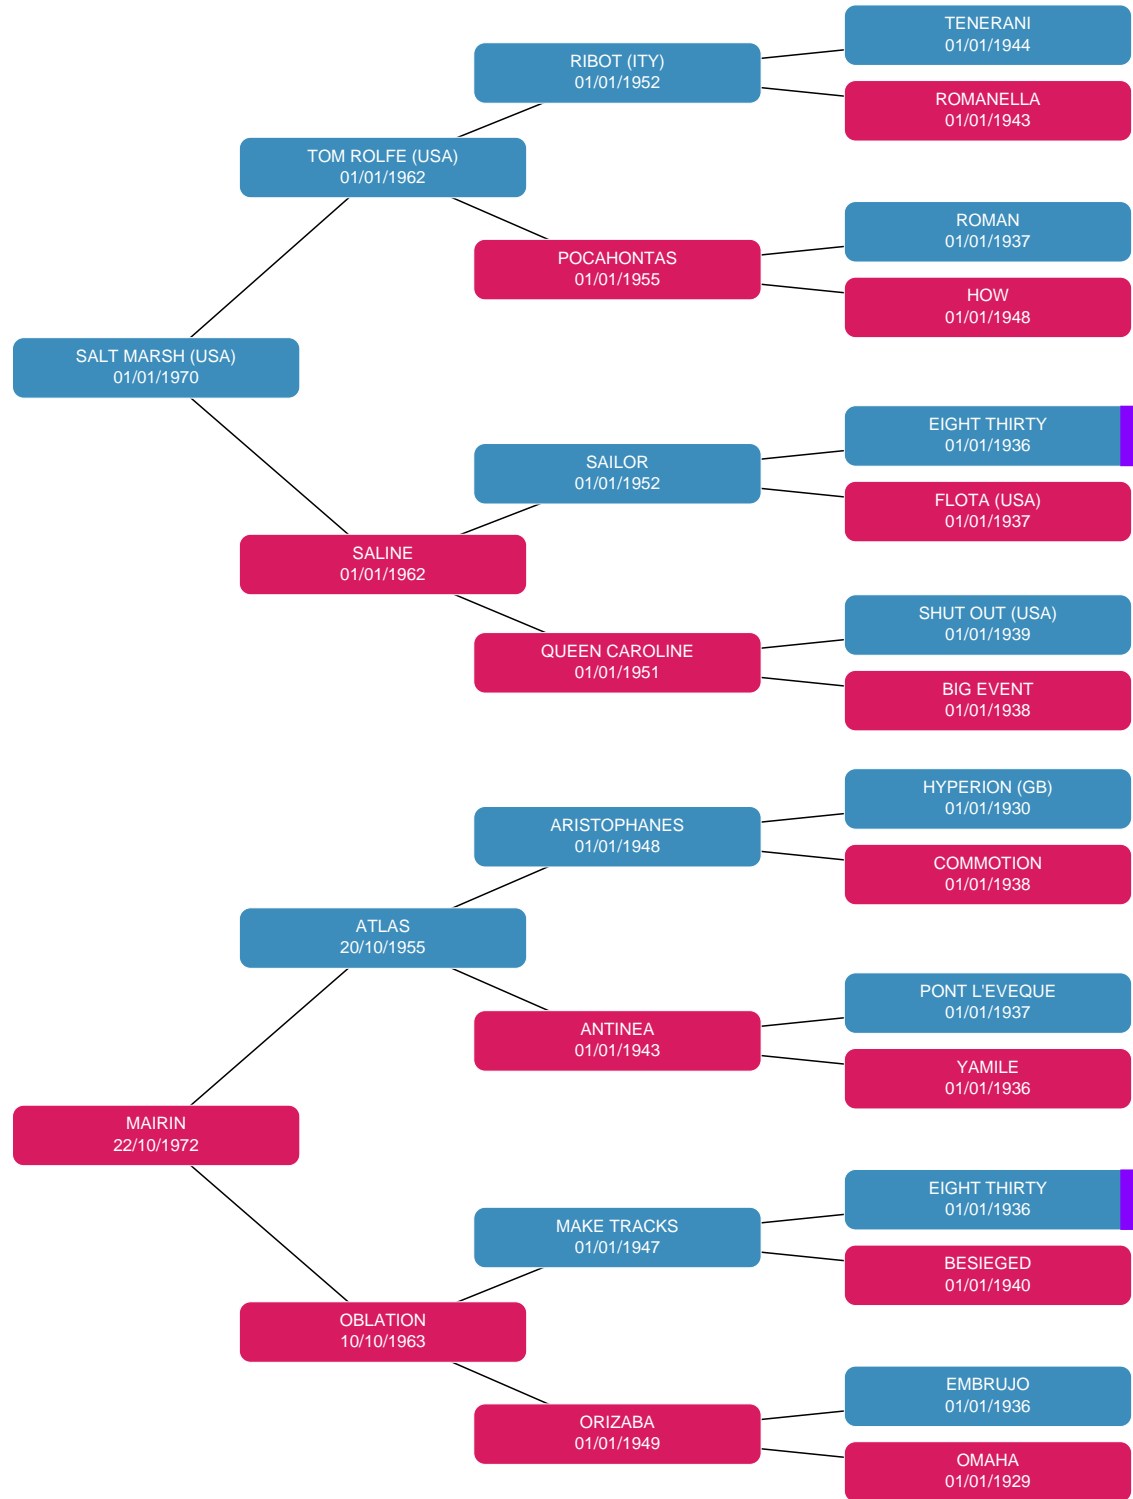 TENERANI
01/01/1944
RIBOT (ITY)
01/01/1952
ROMANELLA
01/01/1943
TOM ROLFE (USA)
01/01/1962
ROMAN
01/01/1937
POCAHONTAS
01/01/1955
HOW
01/01/1948
SALT MARSH (USA)
01/01/1970
EIGHT THIRTY
01/01/1936
SAILOR
01/01/1952
FLOTA (USA)
01/01/1937
SALINE
01/01/1962
SHUT OUT (USA)
01/01/1939
QUEEN CAROLINE
01/01/1951
BIG EVENT
01/01/1938
HYPERION (GB)
01/01/1930
ARISTOPHANES
01/01/1948
COMMOTION
01/01/1938
ATLAS
20/10/1955
PONT L'EVEQUE
01/01/1937
ANTINEA
01/01/1943
YAMILE
01/01/1936
MAIRIN
22/10/1972
EIGHT THIRTY
01/01/1936
MAKE TRACKS
01/01/1947
BESIEGED
01/01/1940
OBLATION
10/10/1963
EMBRUJO
01/01/1936
ORIZABA
01/01/1949
OMAHA
01/01/1929